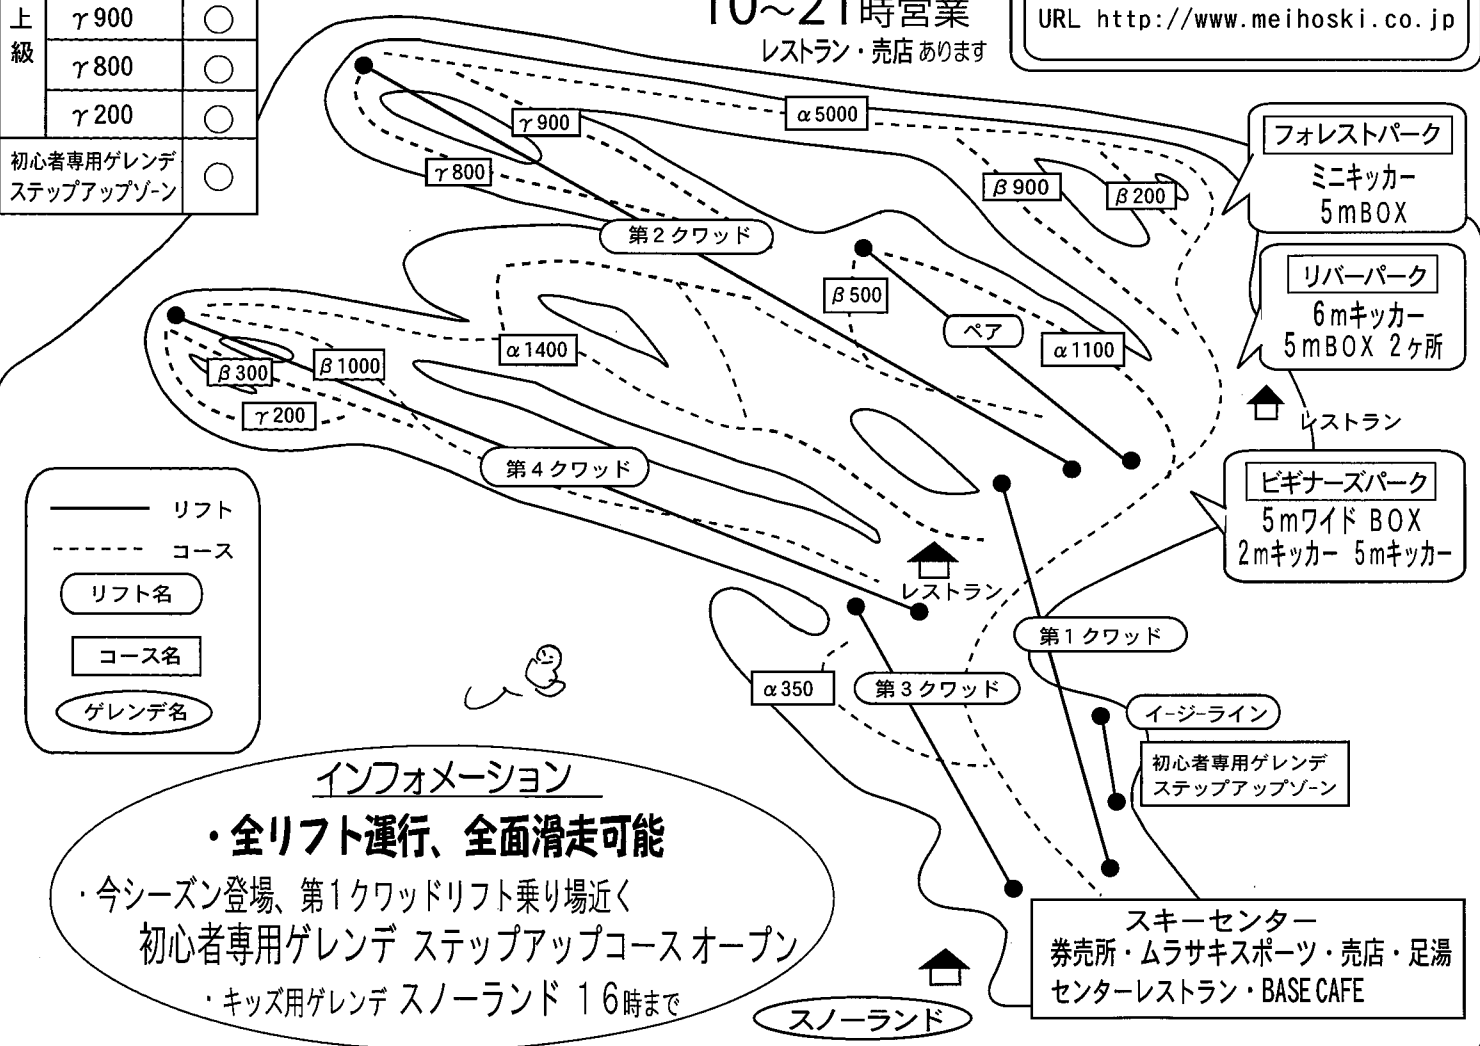 上級
γ900 ○
γ800 ○
γ200 ○
初心者専用ゲレンデ
ステップアップゾーン ○
10～21時営業
レストラン・売店あります
URL http://www.meihoski.co.jp
α5000
γ900
γ800
β900
β200
フォレストパーク
ミニキッカー
5mBOX
第2クワッド
β500
ペア
α1100
リバーパーク
6mキッカー
5mBOX 2ヶ所
レストラン
α1400
β1000
β300
γ200
第4クワッド
ビギナーズパーク
5mワイド BOX
2mキッカー 5mキッカー
リフト
コース
リフト名
コース名
ゲレンデ名
レストラン
第1クワッド
α350
第3クワッド
イージーライン
初心者専用ゲレンデ
ステップアップゾーン
インフォメーション
・全リフト運行、全面滑走可能
・今シーズン登場、第1クワッドリフト乗り場近く
初心者専用ゲレンデ ステップアップコースオープン
・キッズ用ゲレンデ スノーランド 16時まで
スキーセンター
券売所・ムラサキスポーツ・売店・足湯
センターレストラン・BASE CAFE
スノーランド